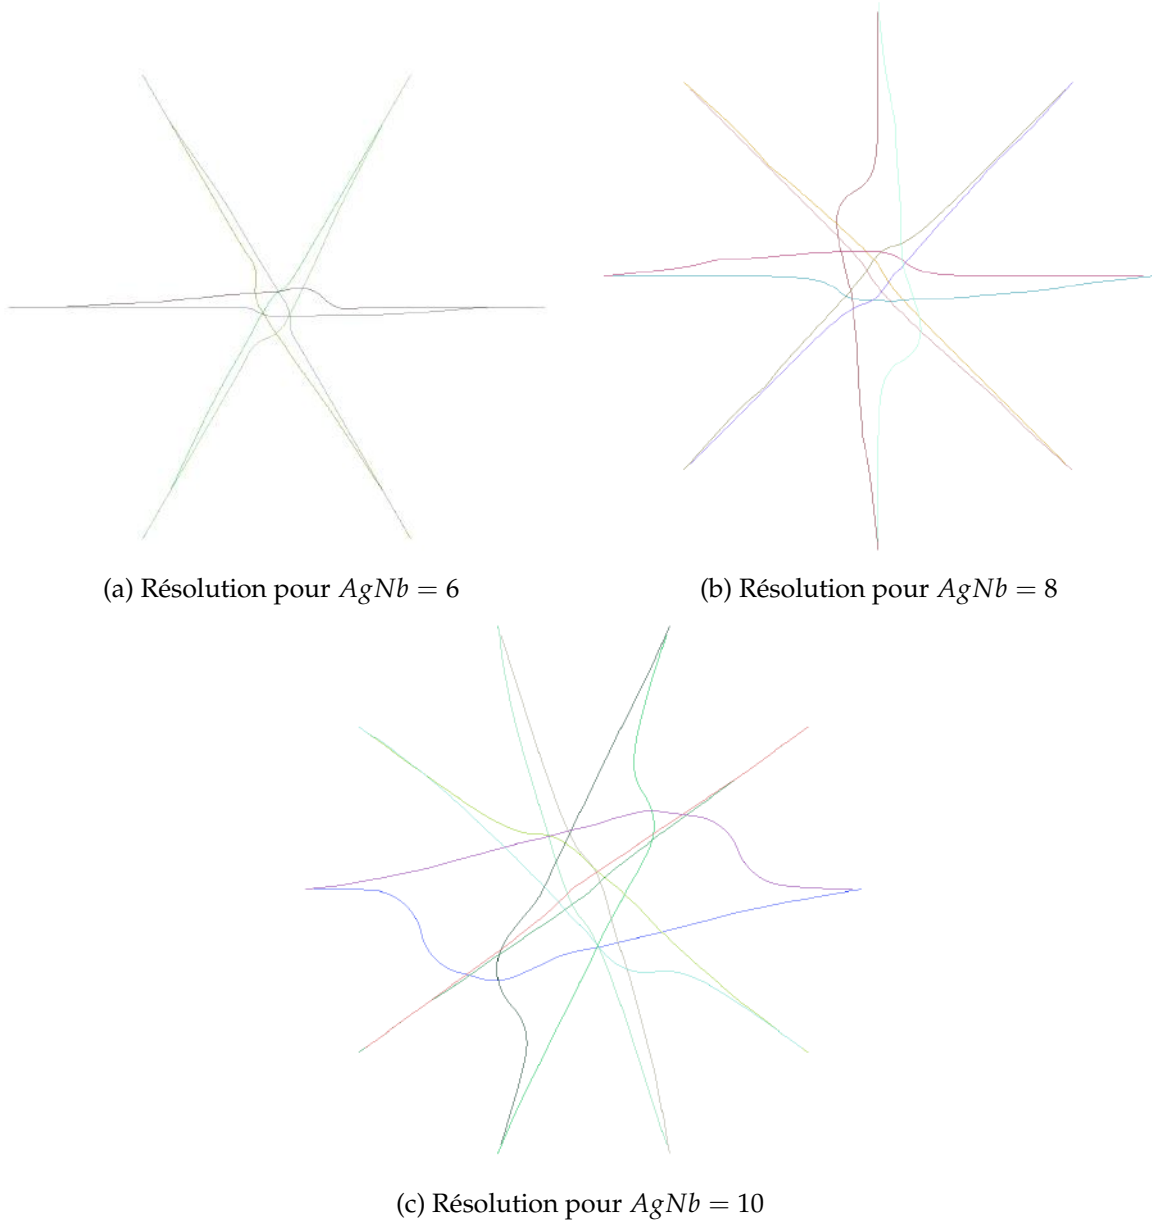 (a) Résolution pour AgNb = 6
(b) Résolution pour AgNb = 8
(c) Résolution pour AgNb = 10